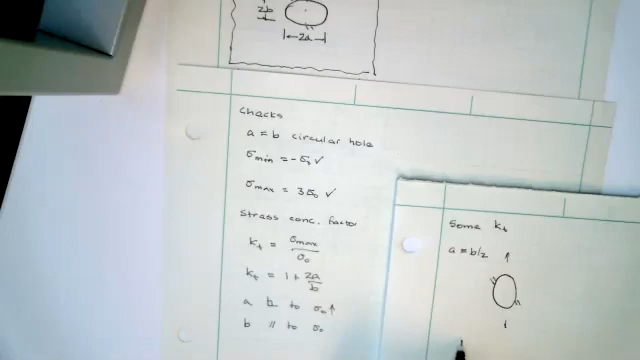 2b
2a
Checks
a = b circular hole
σmin = -σ₀ ✓
σmax = 3σ₀ ✓
Stress conc. factor
kt = σmax / σ₀
kt = 1 + 2a/b
a ⊥ to σ₀ ↑
b // to σ₀
Some kt
a = b/2